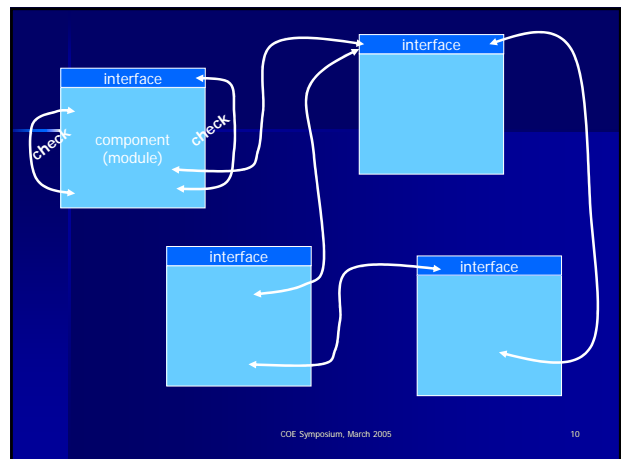 interface
interface
check
component
(module)
check
interface
interface
COE Symposium, March 2005
10